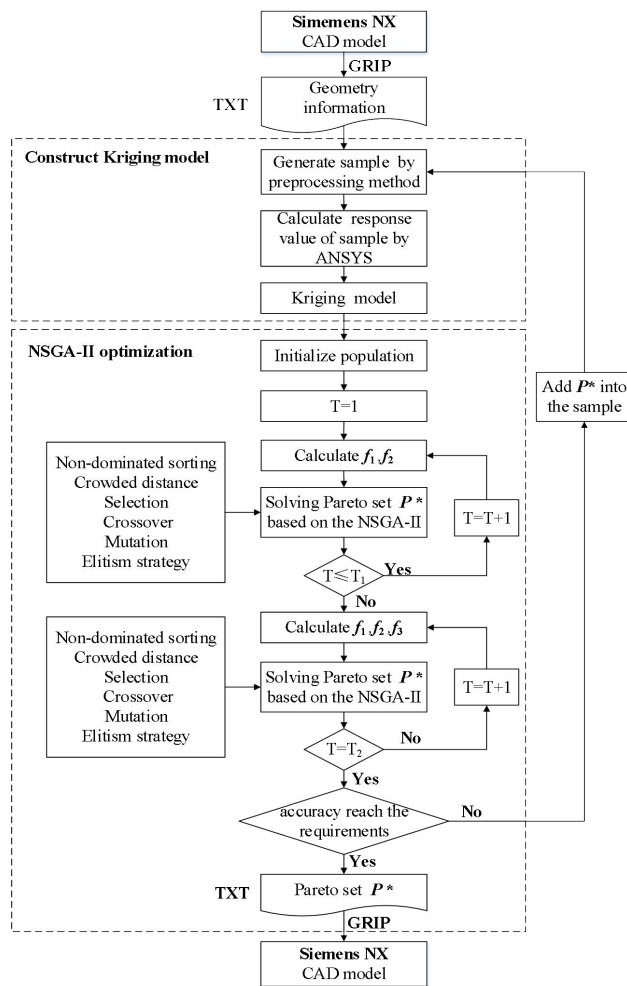 Simemens NX
CAD model
GRIP
TXT
Geometry
information
Construct Kriging model
Generate sample by
preprocessing method
Calculate response
value of sample by
ANSYS
Kriging model
NSGA-II optimization
Initialize population
T=1
Add P* into
the sample
Calculate f1,f2
Non-dominated sorting
Crowded distance
Selection
Crossover
Mutation
Elitism strategy
Solving Pareto set P*
based on the NSGA-II
T=T+1
T≤T1
Yes
No
Calculate f1,f2,f3
Non-dominated sorting
Crowded distance
Selection
Crossover
Mutation
Elitism strategy
Solving Pareto set P*
based on the NSGA-II
T=T+1
T=T2
No
Yes
accuracy reach the
requirements
No
Yes
TXT
Pareto set P*
GRIP
Siemens NX
CAD model